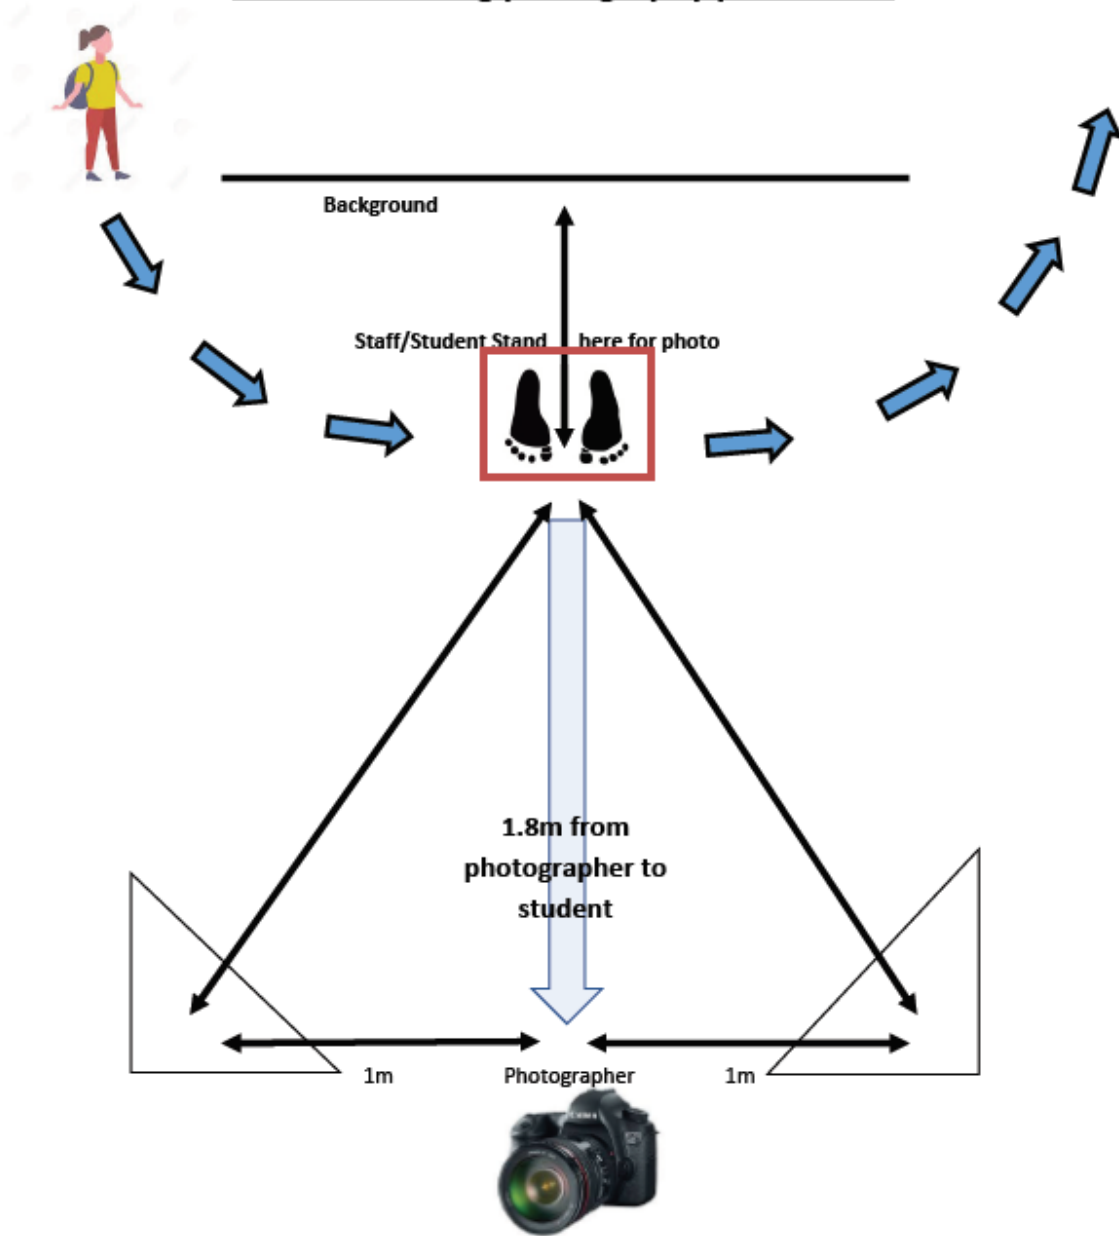 Background
Staff/Student Stand here for photo
1.8m from
photographer to
student
1m Photographer 1m